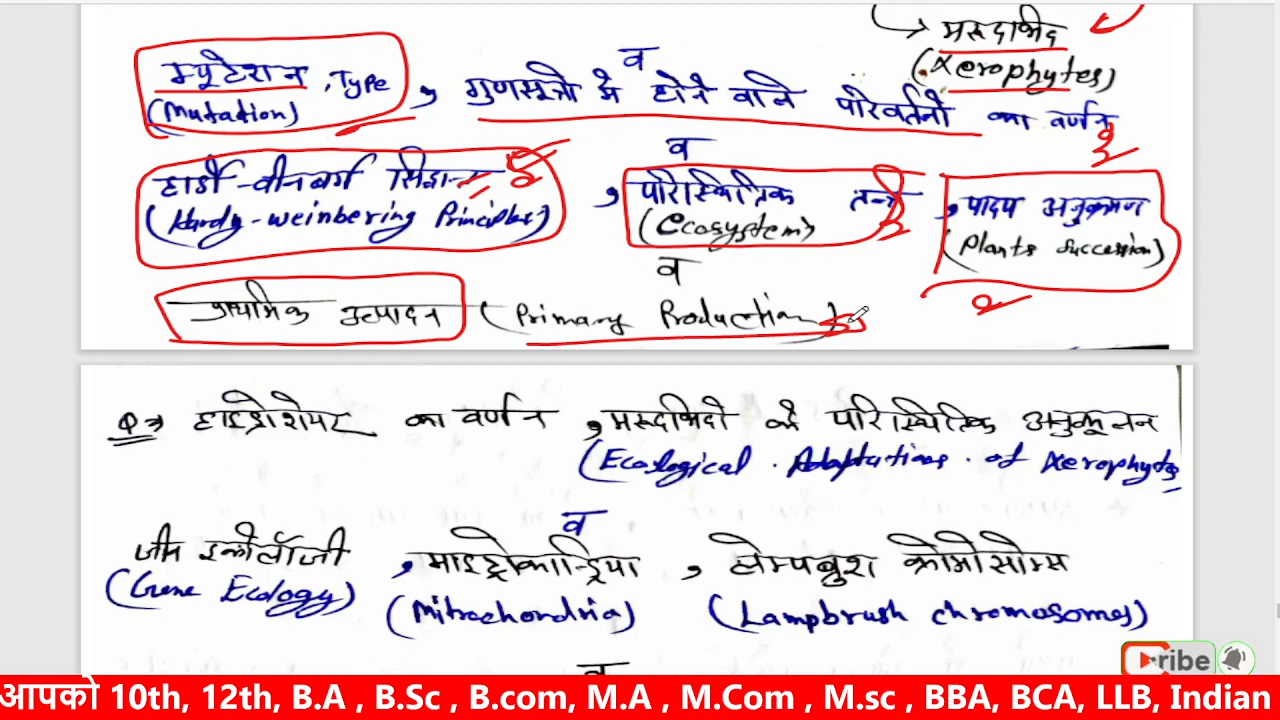 मरूदभिद
(Xerophytes)
व
म्यूटेशन, Type, गुणसूत्रो मे होने वाले परिवर्तनों का वर्णन
(Mutation)
व
हार्डी-वीनबर्ग सिद्धान्त, पारिस्थितिक तन्त्र, पादप अनुक्रमण
(Hardy-weinbering Principles) (Ecosystem) (Plants Succession)
व
प्राथमिक उत्पादन (Primary Production)
Q⇒ हाइड्रोशेयर का वर्णन, मरूदभिदो के पारिस्थितिक अनुकूलन
(Ecological Adaptations of Xerophytes
व
जीन इकोलॉजी, माइट्रोकान्ड्रिया, लेम्पब्रुश क्रोमोसोम्स
(Gene Ecology) (Mitrochondria) (Lampbrush chromosomes)
व
cribe
आपको 10th, 12th, B.A , B.Sc , B.com, M.A , M.Com , M.sc , BBA, BCA, LLB, Indian